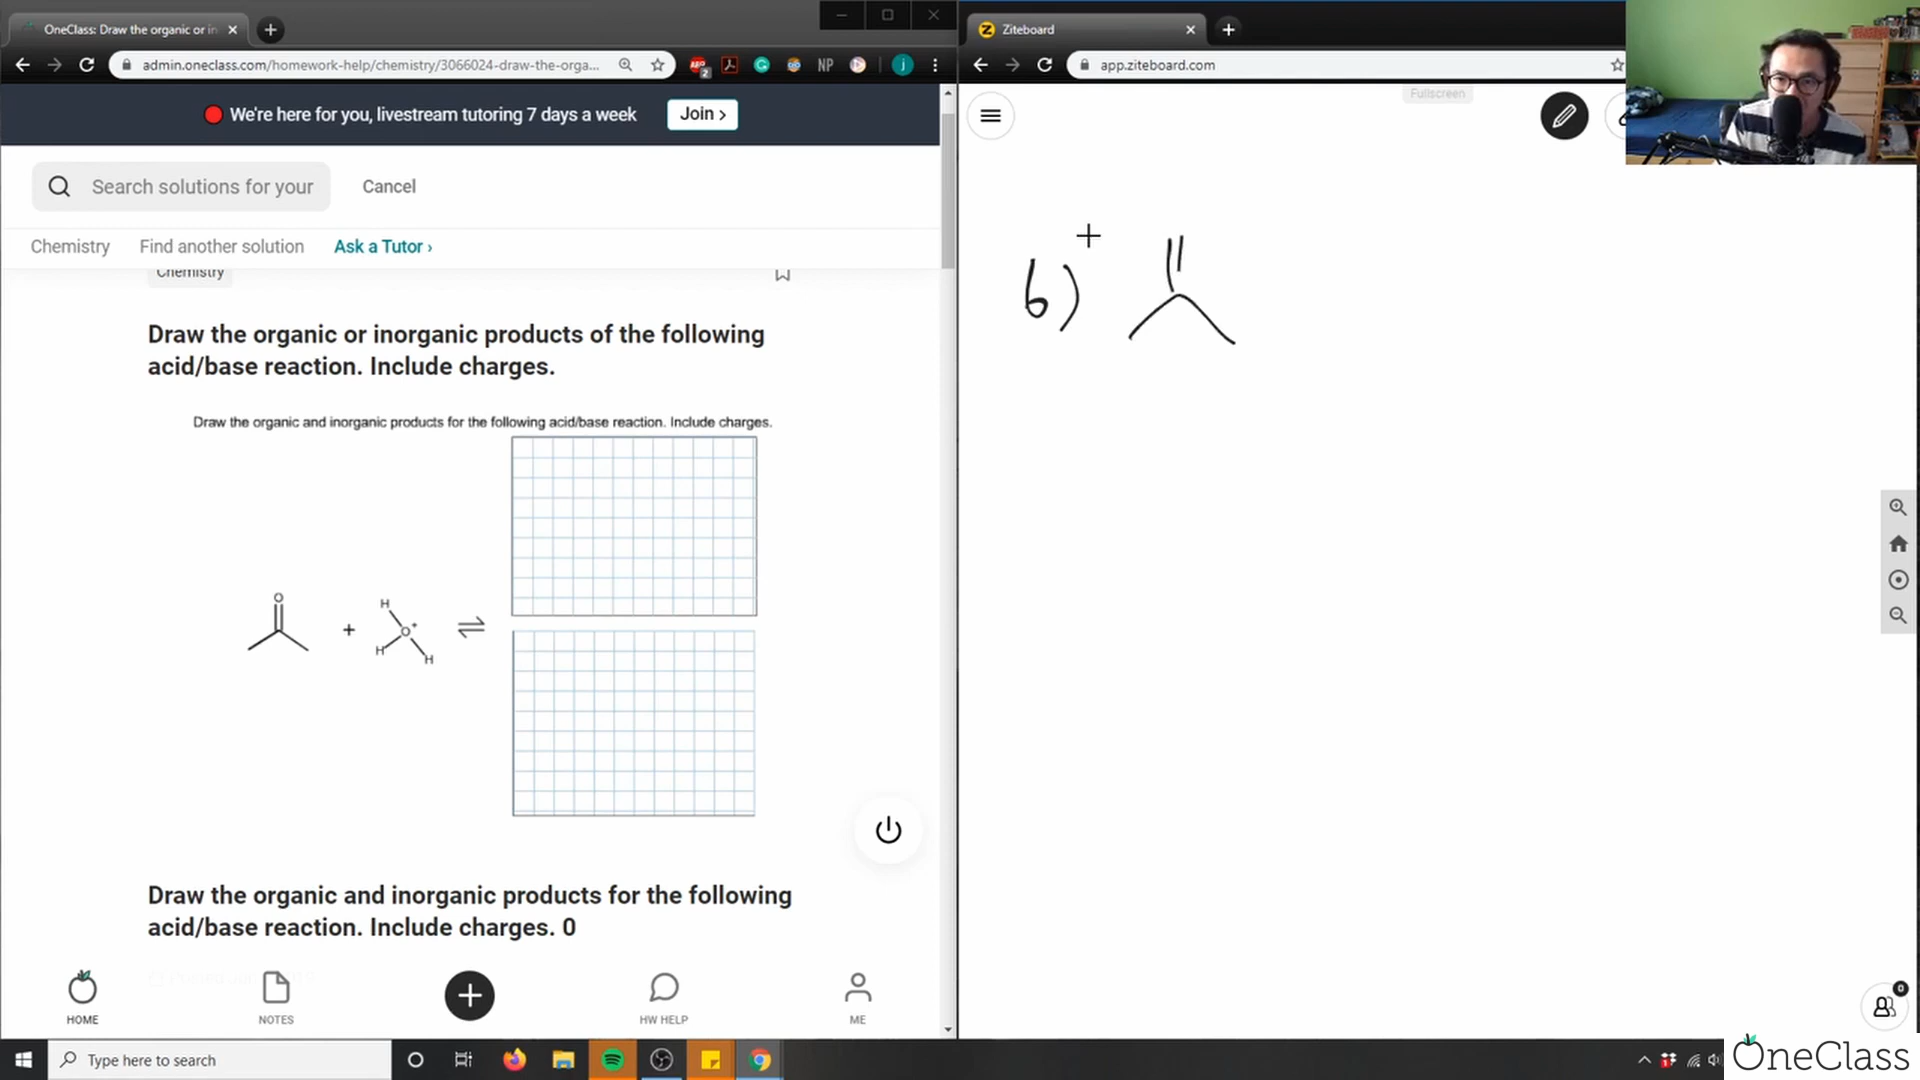 OneClass: Draw the organic or in
admin.oneclass.com/homework-help/chemistry/3066024-draw-the-orga...
ABP
2
NP
j
We're here for you, livestream tutoring 7 days a week
Join ›
Search solutions for your
Cancel
Chemistry
Find another solution
Ask a Tutor ›
Chemistry
Draw the organic or inorganic products of the following
acid/base reaction. Include charges.
Draw the organic and inorganic products for the following acid/base reaction. Include charges.
O
+
H
O+
H
H
⇌
Draw the organic and inorganic products for the following
acid/base reaction. Include charges. 0
HOME
NOTES
HW HELP
ME
Type here to search
Z
Ziteboard
app.ziteboard.com
Fullscreen
b)
0
OneClass